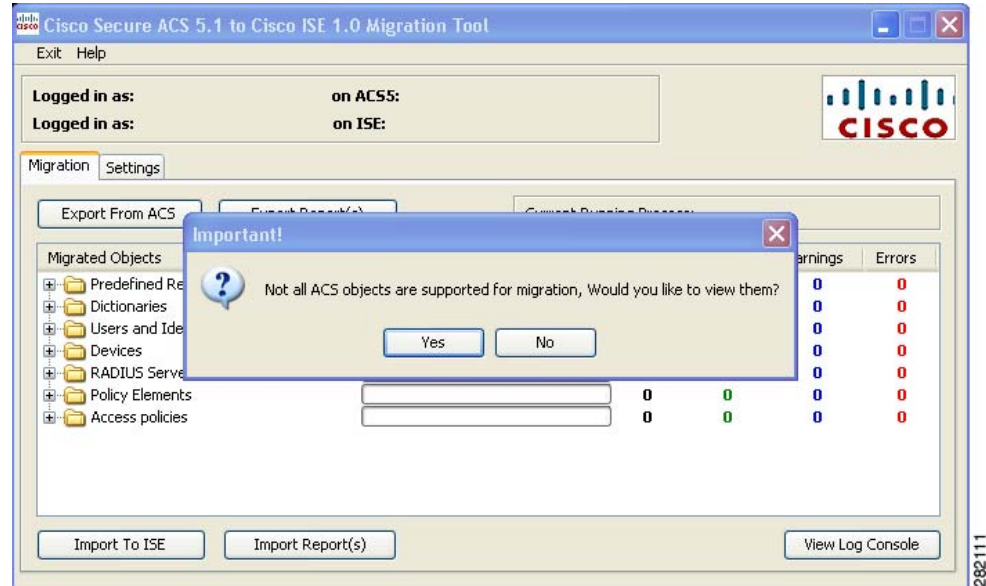 Cisco Secure ACS 5.1 to Cisco ISE 1.0 Migration Tool
Exit Help
Logged in as: on ACS5:
Logged in as: on ISE:
CISCO
Migration Settings
Export From ACS
Important!
Migrated Objects Errors
Not all ACS objects are supported for migration, Would you like to view them?
Yes No
Predefined Re 0 0
Dictionaries 0 0
Users and Ide 0 0
Devices 0 0
RADIUS Serve 0 0
Policy Elements 0 0 0 0
Access policies 0 0 0 0
Import To ISE Import Report(s) View Log Console
282111